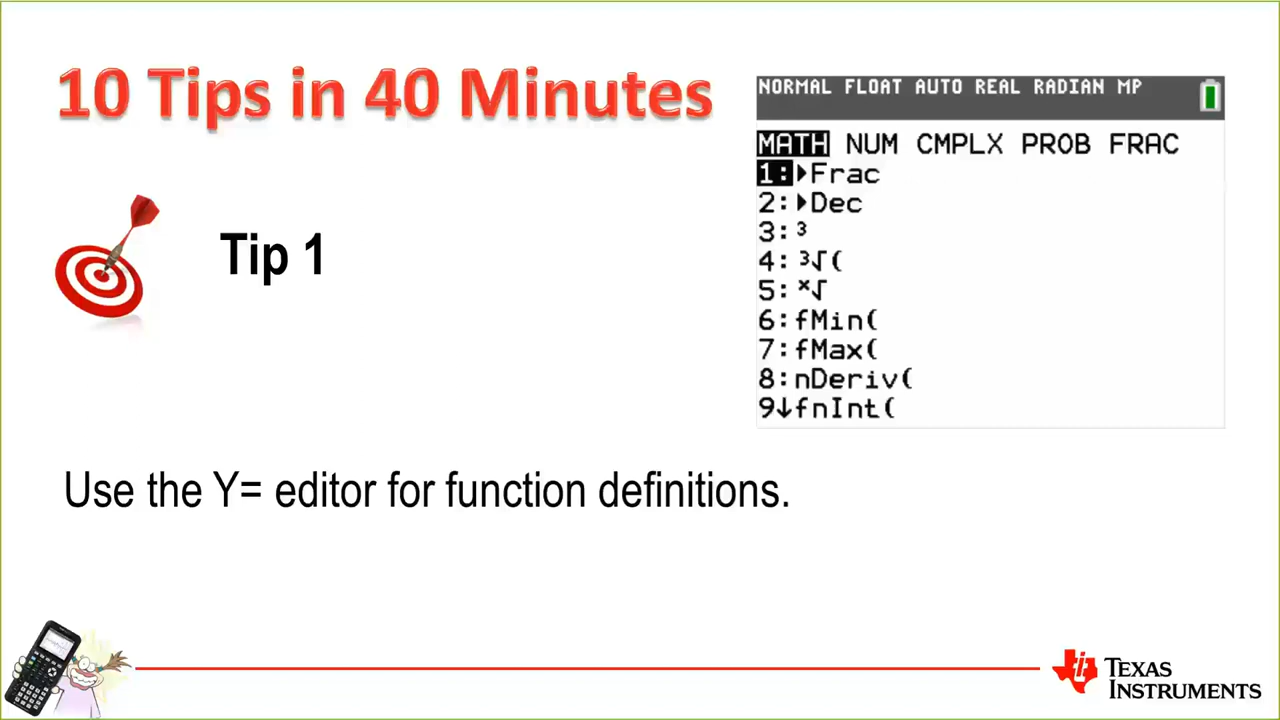 10 Tips in 40 Minutes
NORMAL FLOAT AUTO REAL RADIAN MP
MATH NUM CMPLX PROB FRAC
1:▶Frac
2:▶Dec
3:³
4:³√(
5:ˣ√
6:fMin(
7:fMax(
8:nDeriv(
9↓fnInt(
Tip 1
Use the Y= editor for function definitions.
TEXAS
INSTRUMENTS